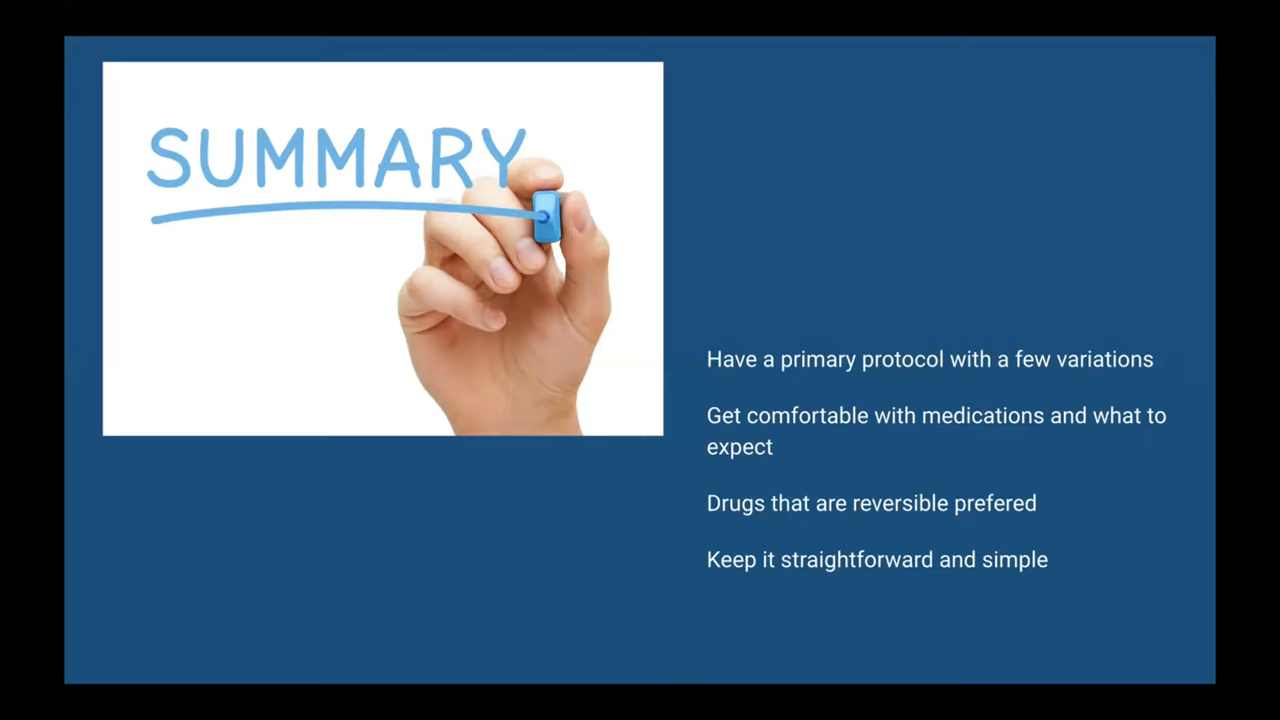 SUMMARY
Have a primary protocol with a few variations
Get comfortable with medications and what to
expect
Drugs that are reversible prefered
Keep it straightforward and simple